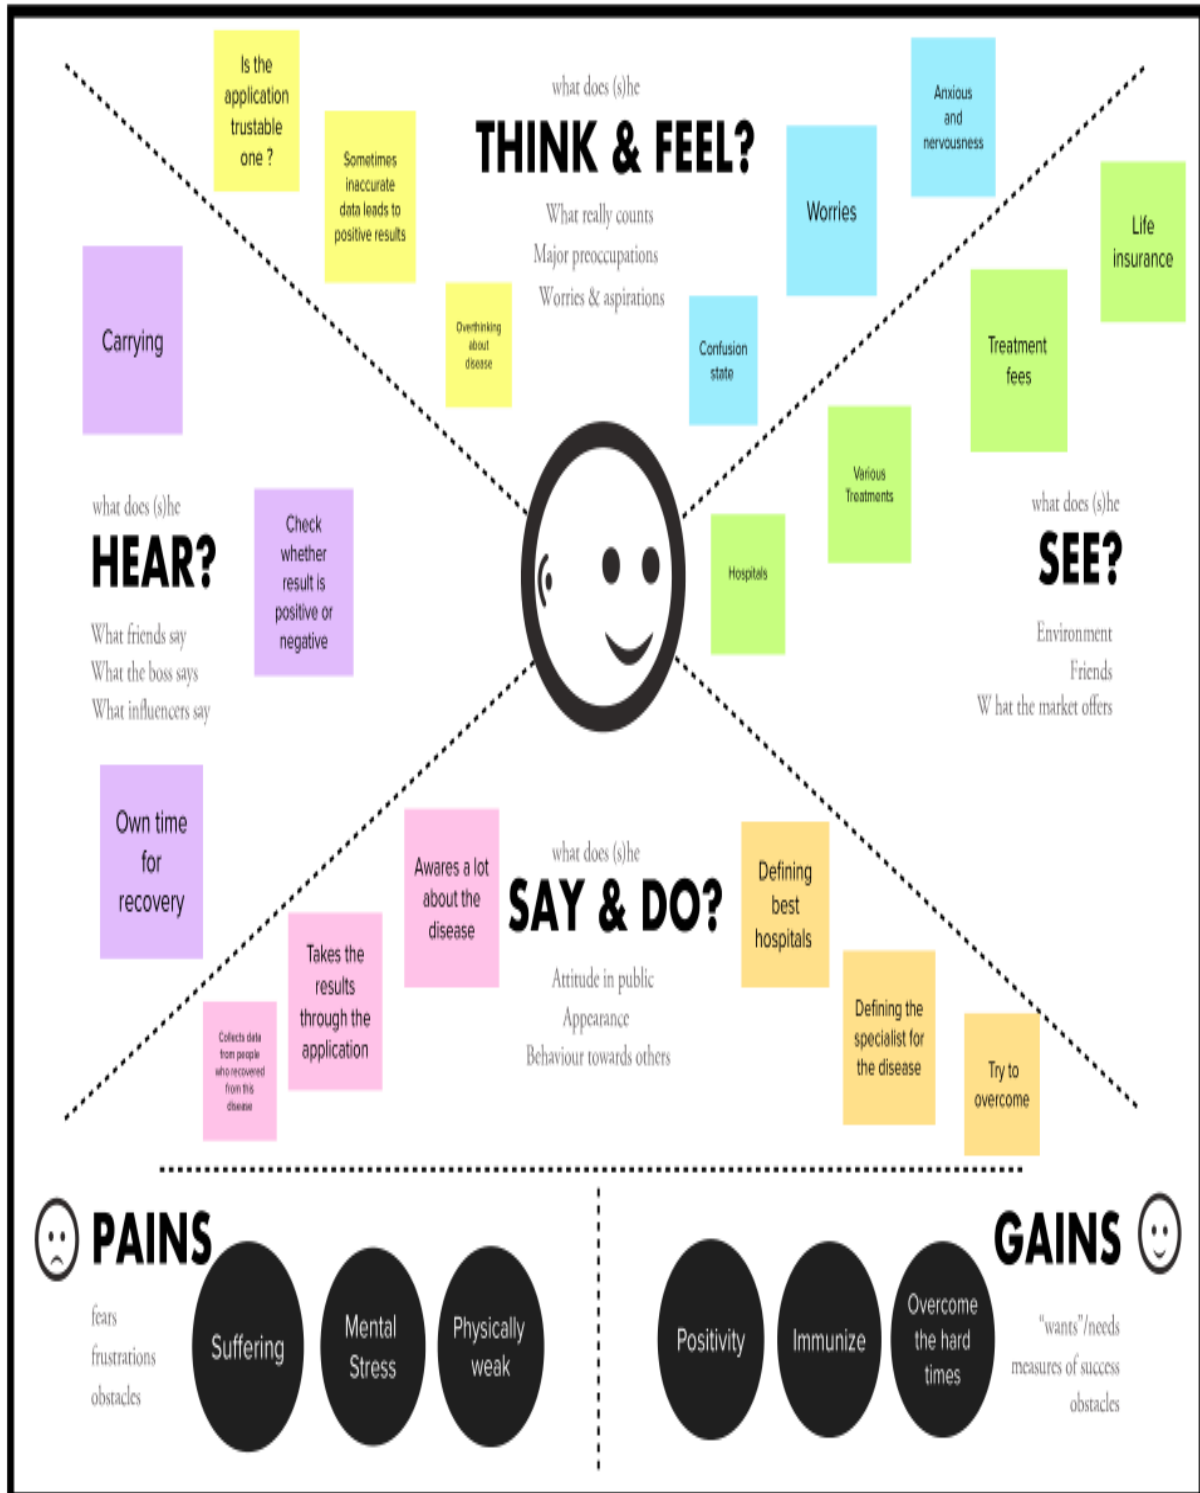 Is the
application
trustable
one ?
Sometimes
inaccurate
data leads to
positive results
Overthinking
about
disease
what does (s)he
THINK & FEEL?
What really counts
Major preoccupations
Worries & aspirations
Confusion
state
Worries
Anxious
and
nervousness
Carrying
what does (s)he
HEAR?
What friends say
What the boss says
What influencers say
Check
whether
result is
positive or
negative
Own time
for
recovery
Life
insurance
Treatment
fees
Various
Treatments
Hospitals
what does (s)he
SEE?
Environment
Friends
W hat the market offers
Collects data
from people
who recovered
from this
disease
Takes the
results
through the
application
Awares a lot
about the
disease
what does (s)he
SAY & DO?
Attitude in public
Appearance
Behaviour towards others
Defining
best
hospitals
Defining the
specialist for
the disease
Try to
overcome
PAINS
fears
frustrations
obstacles
Suffering
Mental
Stress
Physically
weak
Positivity
Immunize
Overcome
the hard
times
GAINS
“wants”/needs
measures of success
obstacles